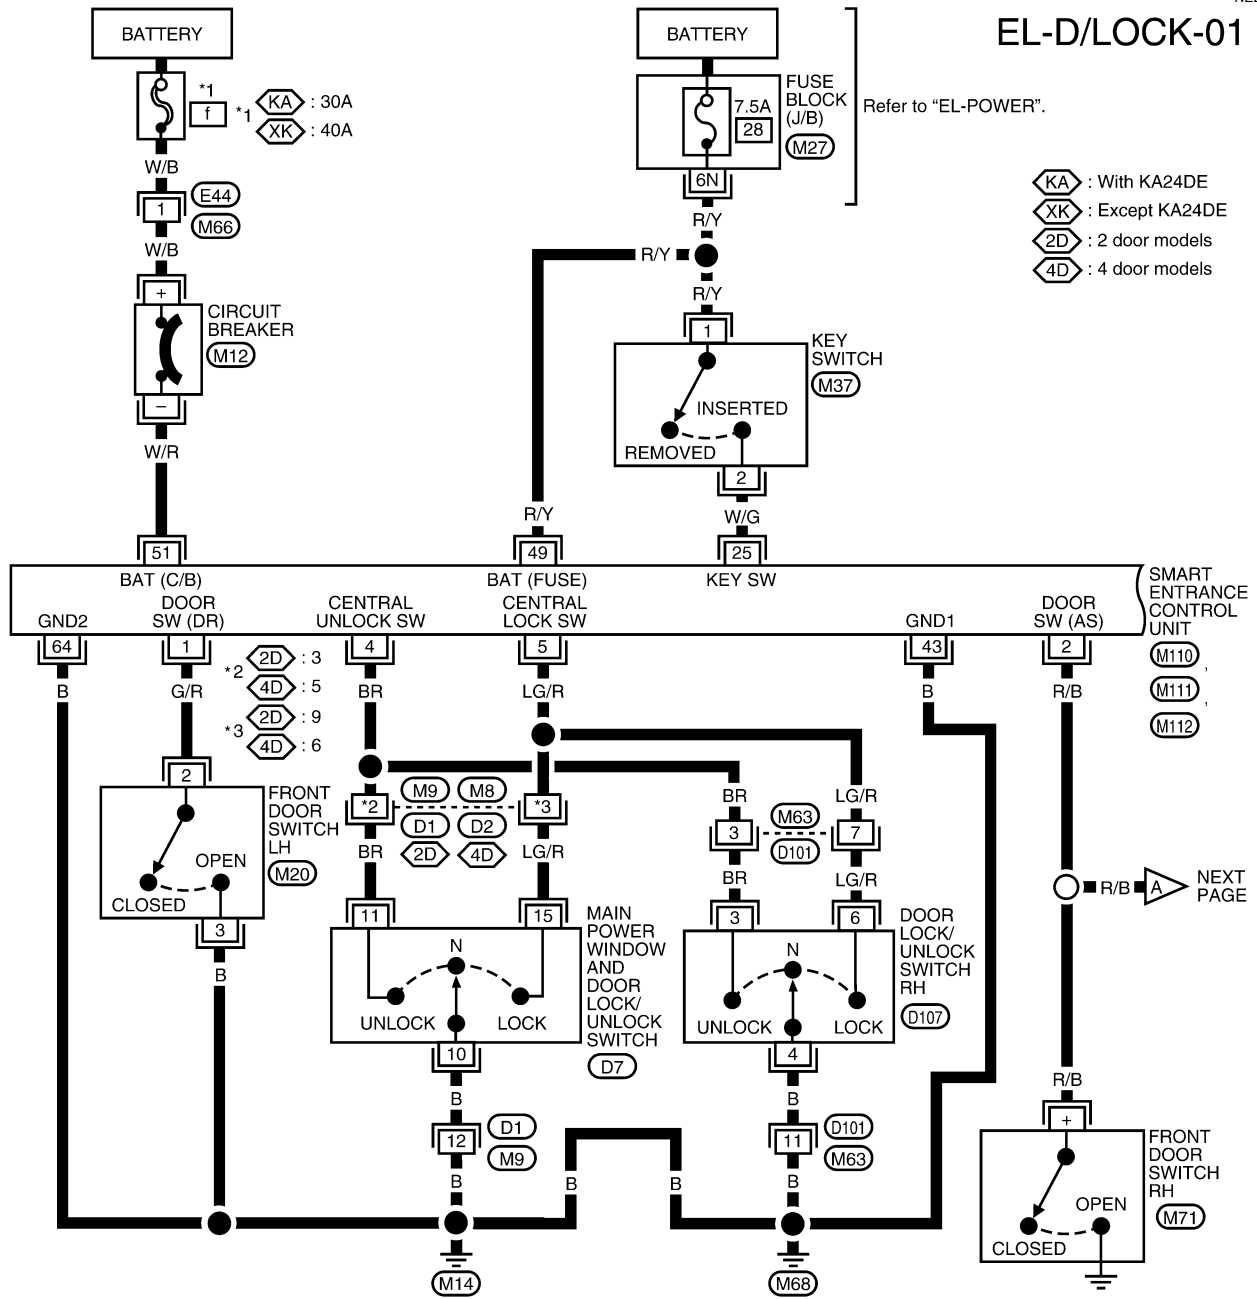 EL-D/LOCK-01
BATTERY
*1
f
*1 KA : 30A
XK : 40A
W/B
1
E44
M66
W/B
+
CIRCUIT
BREAKER
M12
–
W/R
51
BATTERY
FUSE
BLOCK
(J/B)
M27
7.5A
28
6N
Refer to “EL-POWER”.
R/Y
R/Y
R/Y
1
KEY
SWITCH
M37
INSERTED
REMOVED
2
W/G
25
R/Y
49
KA : With KA24DE
XK : Except KA24DE
2D : 2 door models
4D : 4 door models
BAT (C/B)
BAT (FUSE)
KEY SW
GND2
DOOR
SW (DR)
CENTRAL
UNLOCK SW
CENTRAL
LOCK SW
GND1
DOOR
SW (AS)
SMART
ENTRANCE
CONTROL
UNIT
M110 ,
M111 ,
M112
64
1
4
5
43
2
*2
2D : 3
4D : 5
*3
2D : 9
4D : 6
B
G/R
BR
LG/R
B
R/B
2
FRONT
DOOR
SWITCH
LH
M20
OPEN
CLOSED
3
B
*2
M9
M8
*3
D1
D2
2D
4D
BR
LG/R
11
15
MAIN
POWER
WINDOW
AND
DOOR
LOCK/
UNLOCK
SWITCH
D7
N
UNLOCK
LOCK
10
B
12
D1
M9
B
M14
BR
LG/R
3
M63
7
D101
BR
LG/R
3
6
DOOR
LOCK/
UNLOCK
SWITCH
RH
D107
N
UNLOCK
LOCK
4
B
11
D101
M63
B
B
B
M68
R/B
A
NEXT
PAGE
R/B
+
FRONT
DOOR
SWITCH
RH
M71
OPEN
CLOSED